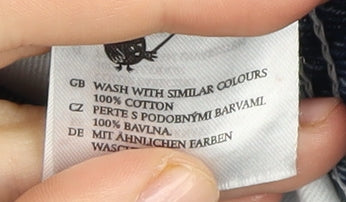 GB WASH WITH SIMILAR COLOURS
100% COTTON
CZ PERTE S PODOBNÝMI BARVAMI
100% BAVLNA.
DE MIT ÄHNLICHEN FARBEN